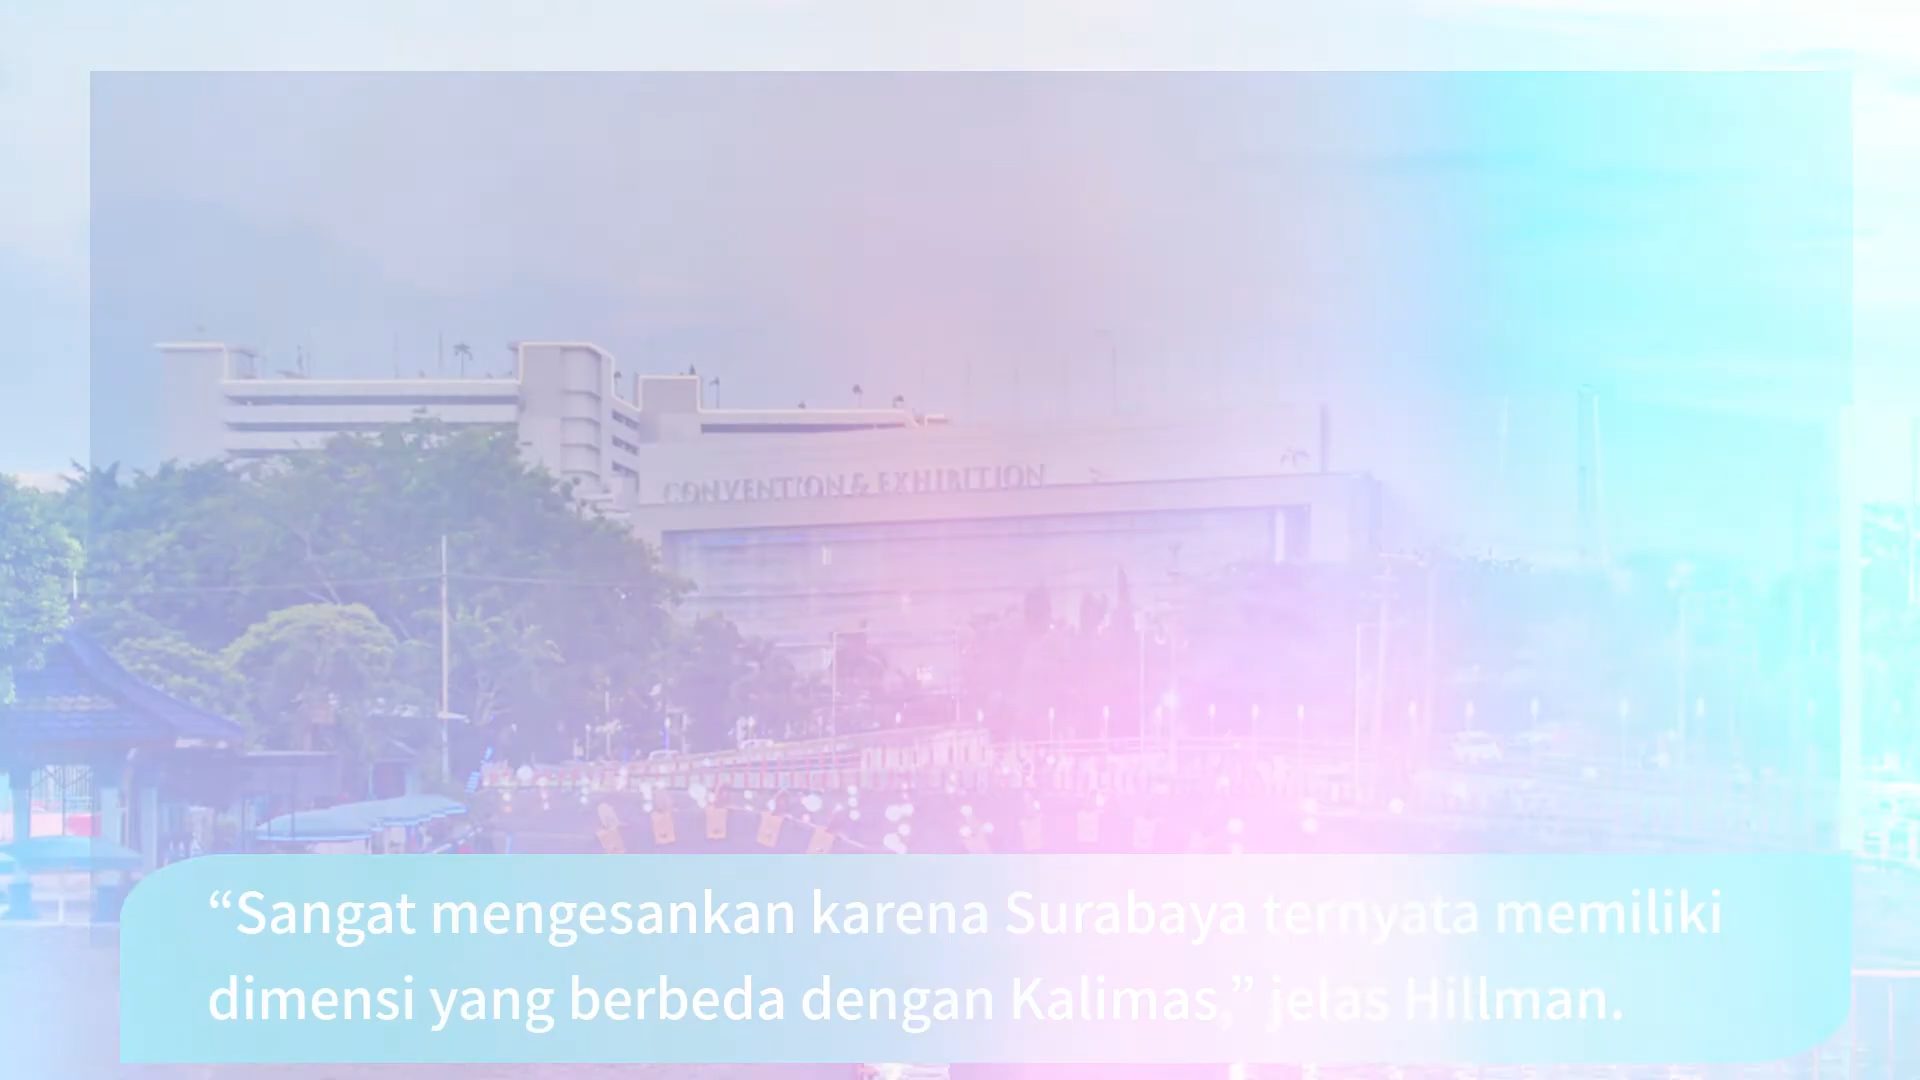 CONVENTION & EXHIBITION
“Sangat mengesankan karena Surabaya ternyata memiliki
dimensi yang berbeda dengan Kalimas,” jelas Hillman.